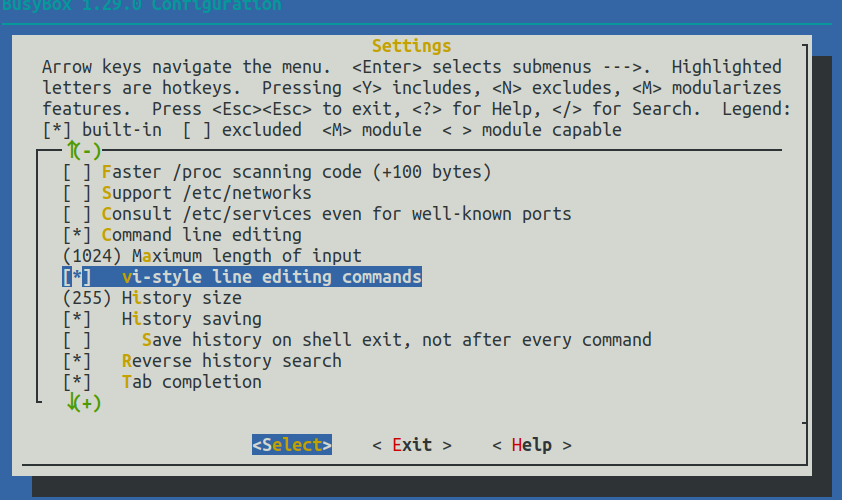 BusyBox 1.29.0 Configuration
Settings
Arrow keys navigate the menu.  <Enter> selects submenus --->.  Highlighted
letters are hotkeys.  Pressing <Y> includes, <N> excludes, <M> modularizes
features.  Press <Esc><Esc> to exit, <?> for Help, </> for Search.  Legend:
[*] built-in  [ ] excluded  <M> module  < > module capable
↑(-)
[ ] Faster /proc scanning code (+100 bytes)
[ ] Support /etc/networks
[ ] Consult /etc/services even for well-known ports
[*] Command line editing
(1024) Maximum length of input
[*]   vi-style line editing commands
(255) History size
[*]   History saving
[ ]     Save history on shell exit, not after every command
[*]   Reverse history search
[*]   Tab completion
↓(+)
<Select>    < Exit >    < Help >